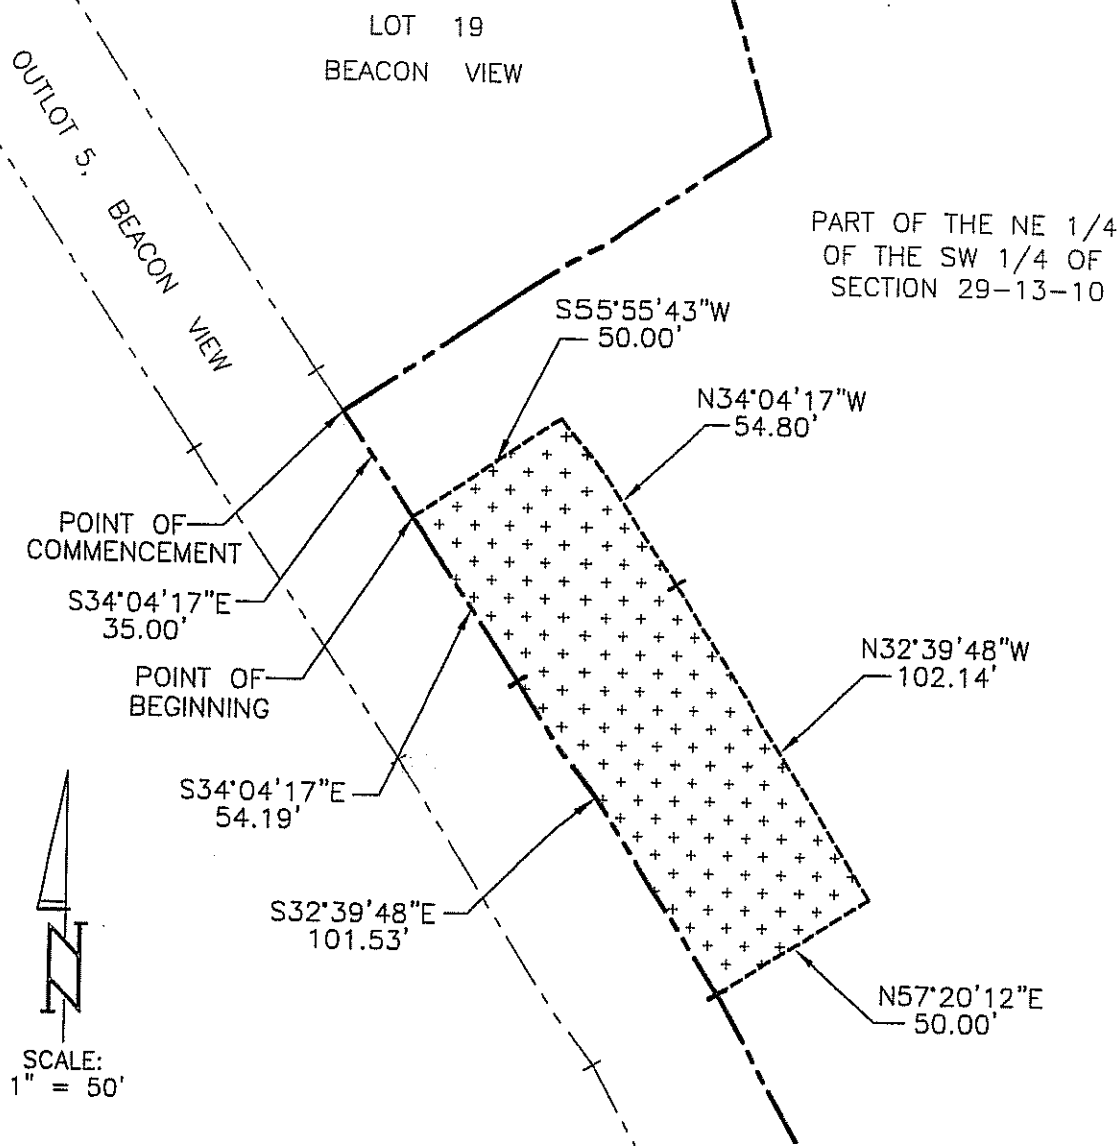 LOT 19
BEACON VIEW
OUTLOT 5, BEACON VIEW
PART OF THE NE 1/4
OF THE SW 1/4 OF
SECTION 29-13-10
S55°55'43"W
50.00'
N34°04'17"W
54.80'
POINT OF
COMMENCEMENT
S34°04'17"E
35.00'
POINT OF
BEGINNING
N32°39'48"W
102.14'
S34°04'17"E
54.19'
S32°39'48"E
101.53'
N57°20'12"E
50.00'
N
SCALE:
1" = 50'